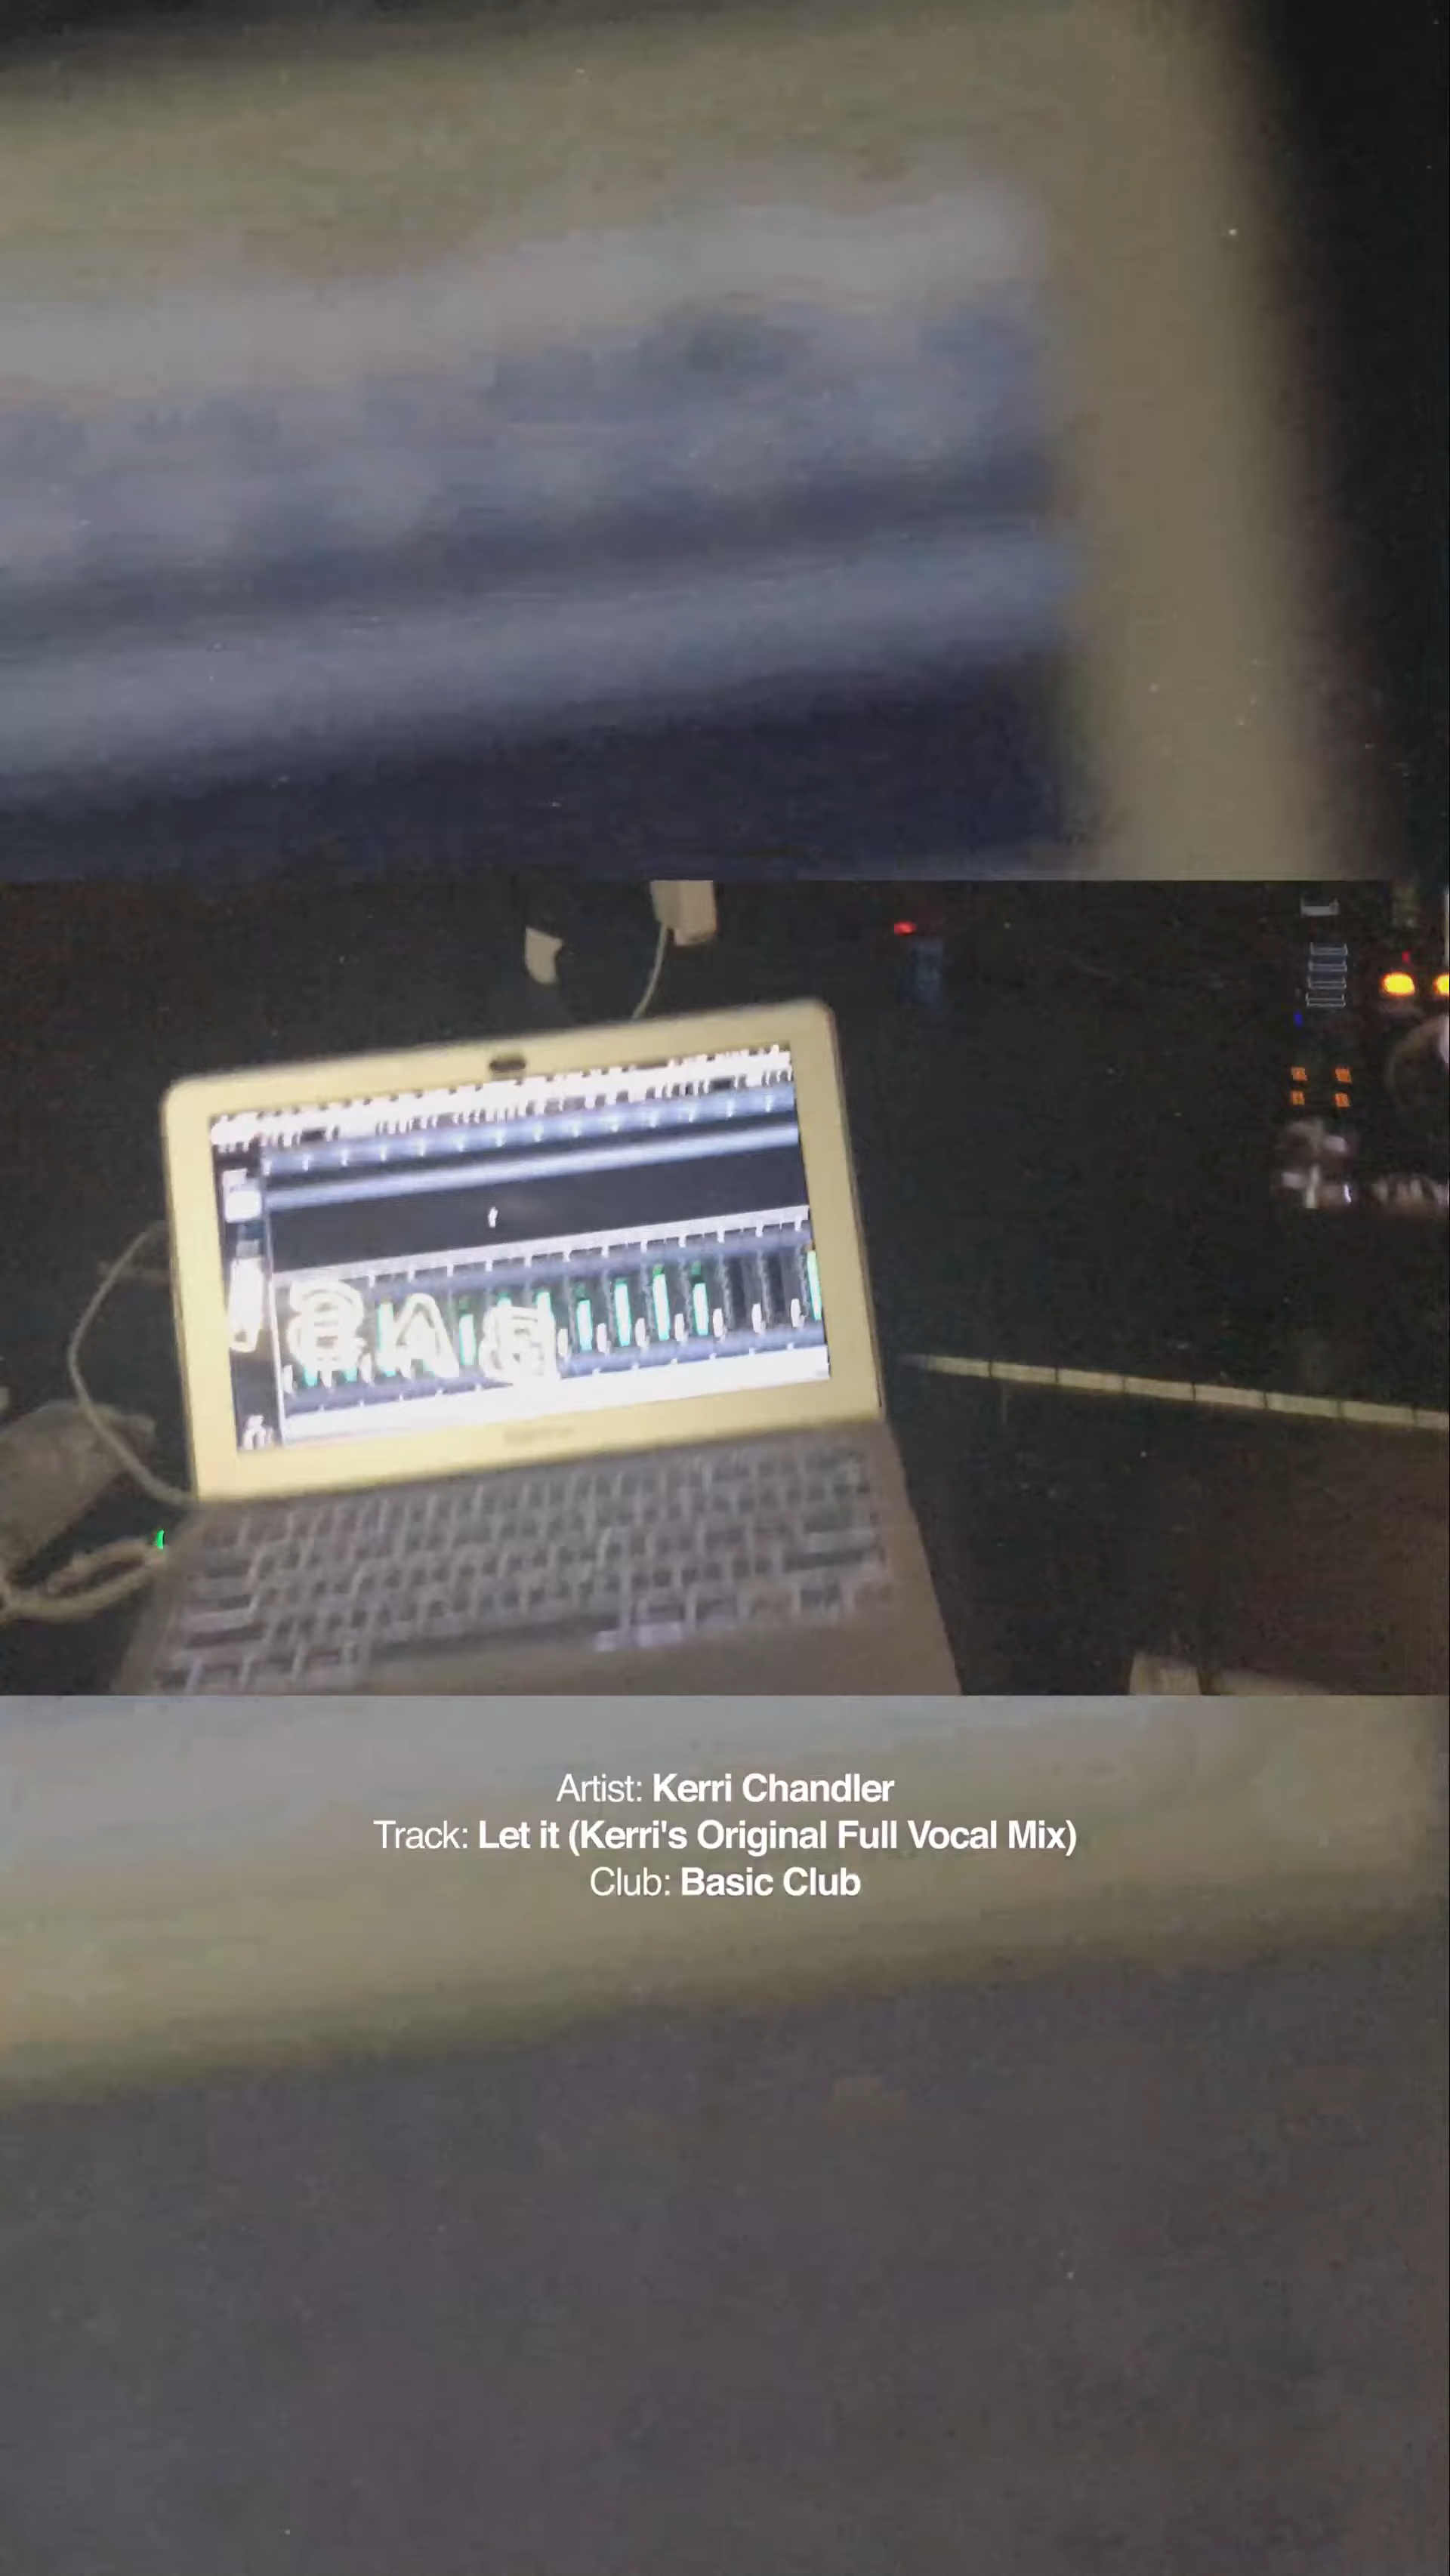 Artist: Kerri Chandler
Track: Let it (Kerri's Original Full Vocal Mix)
Club: Basic Club